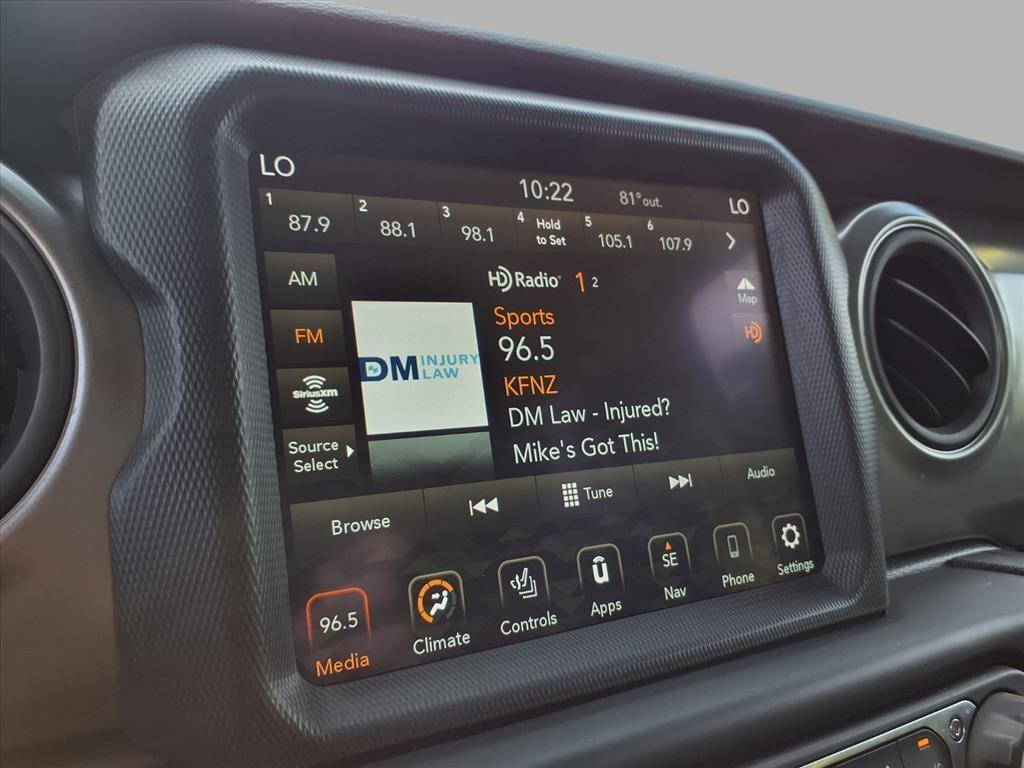 LO
10:22
81° out.
LO
1 87.9
2 88.1
3 98.1
4 Hold to Set
5 105.1
6 107.9
AM
HD Radio 1 2
Map
FM
Sports
HD
96.5
DM INJURY LAW
KFNZ
SiriusXM
DM Law - Injured?
Source Select
Mike's Got This!
Browse
Tune
Audio
96.5
SE
Media
Climate
Controls
Apps
Nav
Phone
Settings